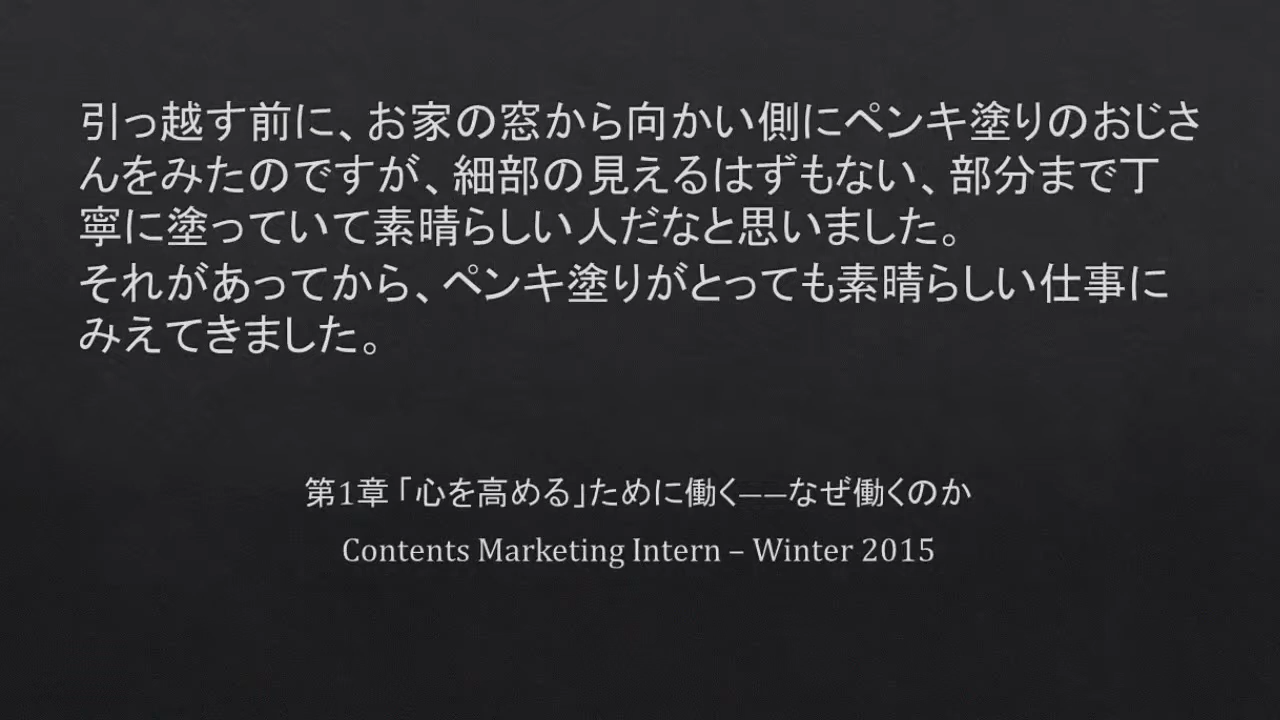 引っ越す前に、お家の窓から向かい側にペンキ塗りのおじさ
んをみたのですが、細部の見えるはずもない、部分まで丁
寧に塗っていて素晴らしい人だなと思いました。
それがあってから、ペンキ塗りがとっても素晴らしい仕事に
みえてきました。
第1章「心を高める」ために働く――なぜ働くのか
Contents Marketing Intern – Winter 2015